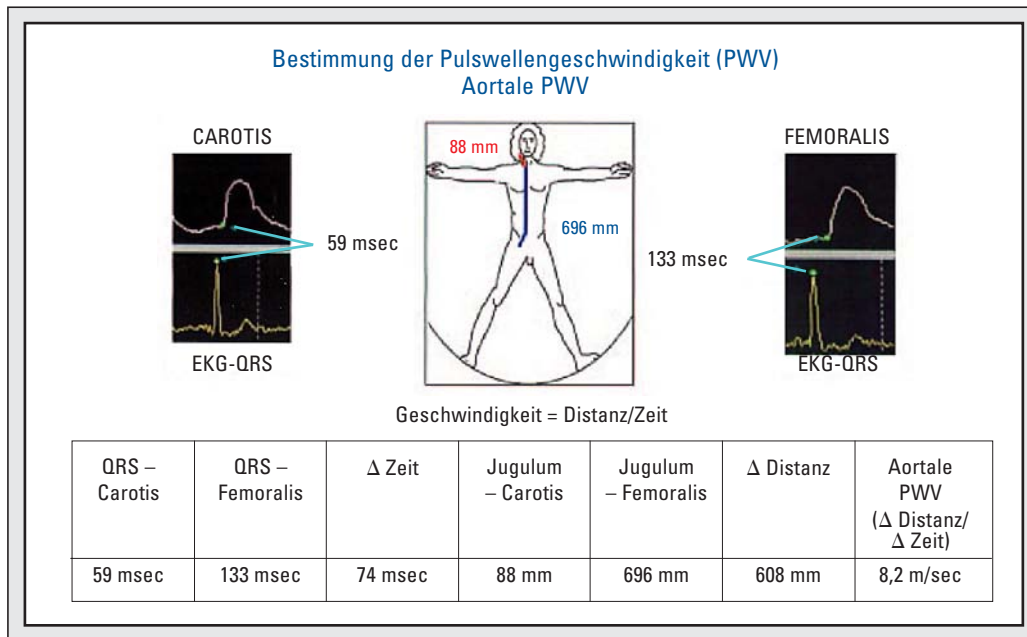 Bestimmung der Pulswellengeschwindigkeit (PWV)
Aortale PWV
CAROTIS
FEMORALIS
88 mm
696 mm
59 msec
133 msec
EKG-QRS
EKG-QRS
Geschwindigkeit = Distanz/Zeit
QRS –
Carotis
QRS –
Femoralis
Δ Zeit
Jugulum
– Carotis
Jugulum
– Femoralis
Δ Distanz
Aortale
PWV
(Δ Distanz/
Δ Zeit)
59 msec
133 msec
74 msec
88 mm
696 mm
608 mm
8,2 m/sec